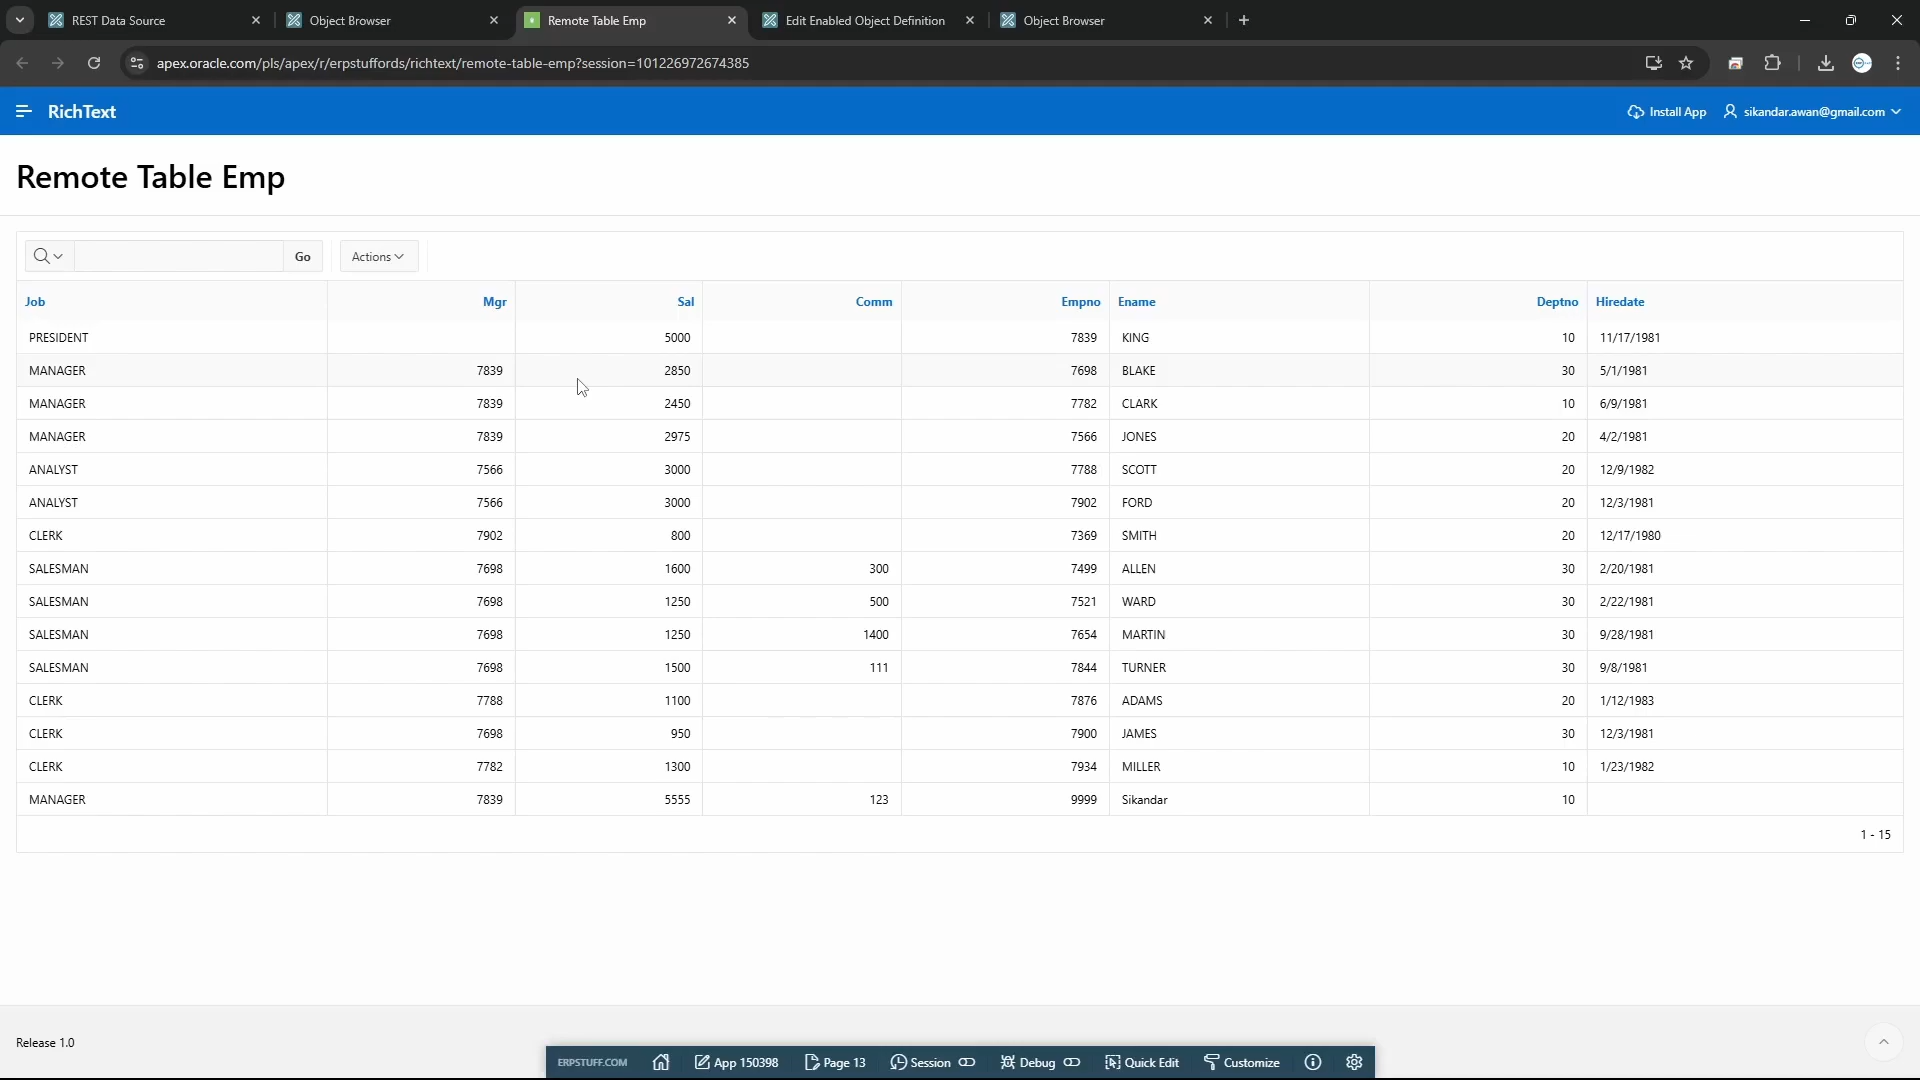 REST Data Source
Object Browser
Remote Table Emp
Edit Enabled Object Definition
Object Browser
apex.oracle.com/pls/apex/r/erpstuffords/richtext/remote-table-emp?session=101226972674385
RichText
Install App
sikandar.awan@gmail.com
Remote Table Emp
Go
Actions
Job Mgr Sal Comm Empno Ename Deptno Hiredate
PRESIDENT 5000 7839 KING 10 11/17/1981
MANAGER 7839 2850 7698 BLAKE 30 5/1/1981
MANAGER 7839 2450 7782 CLARK 10 6/9/1981
MANAGER 7839 2975 7566 JONES 20 4/2/1981
ANALYST 7566 3000 7788 SCOTT 20 12/9/1982
ANALYST 7566 3000 7902 FORD 20 12/3/1981
CLERK 7902 800 7369 SMITH 20 12/17/1980
SALESMAN 7698 1600 300 7499 ALLEN 30 2/20/1981
SALESMAN 7698 1250 500 7521 WARD 30 2/22/1981
SALESMAN 7698 1250 1400 7654 MARTIN 30 9/28/1981
SALESMAN 7698 1500 111 7844 TURNER 30 9/8/1981
CLERK 7788 1100 7876 ADAMS 20 1/12/1983
CLERK 7698 950 7900 JAMES 30 12/3/1981
CLERK 7782 1300 7934 MILLER 10 1/23/1982
MANAGER 7839 5555 123 9999 Sikandar 10
1 - 15
Release 1.0
ERPSTUFF.COM
App 150398
Page 13
Session
Debug
Quick Edit
Customize